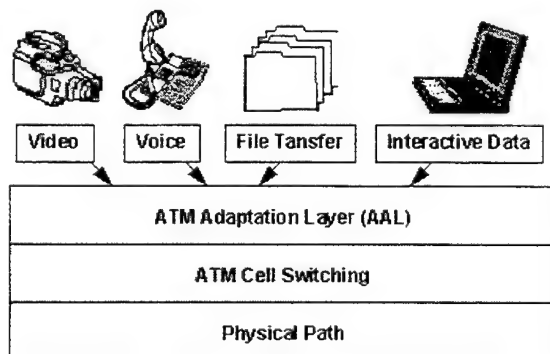 Video Voice File Tansfer Interactive Data
ATM Adaptation Layer (AAL)
ATM Cell Switching
Physical Path